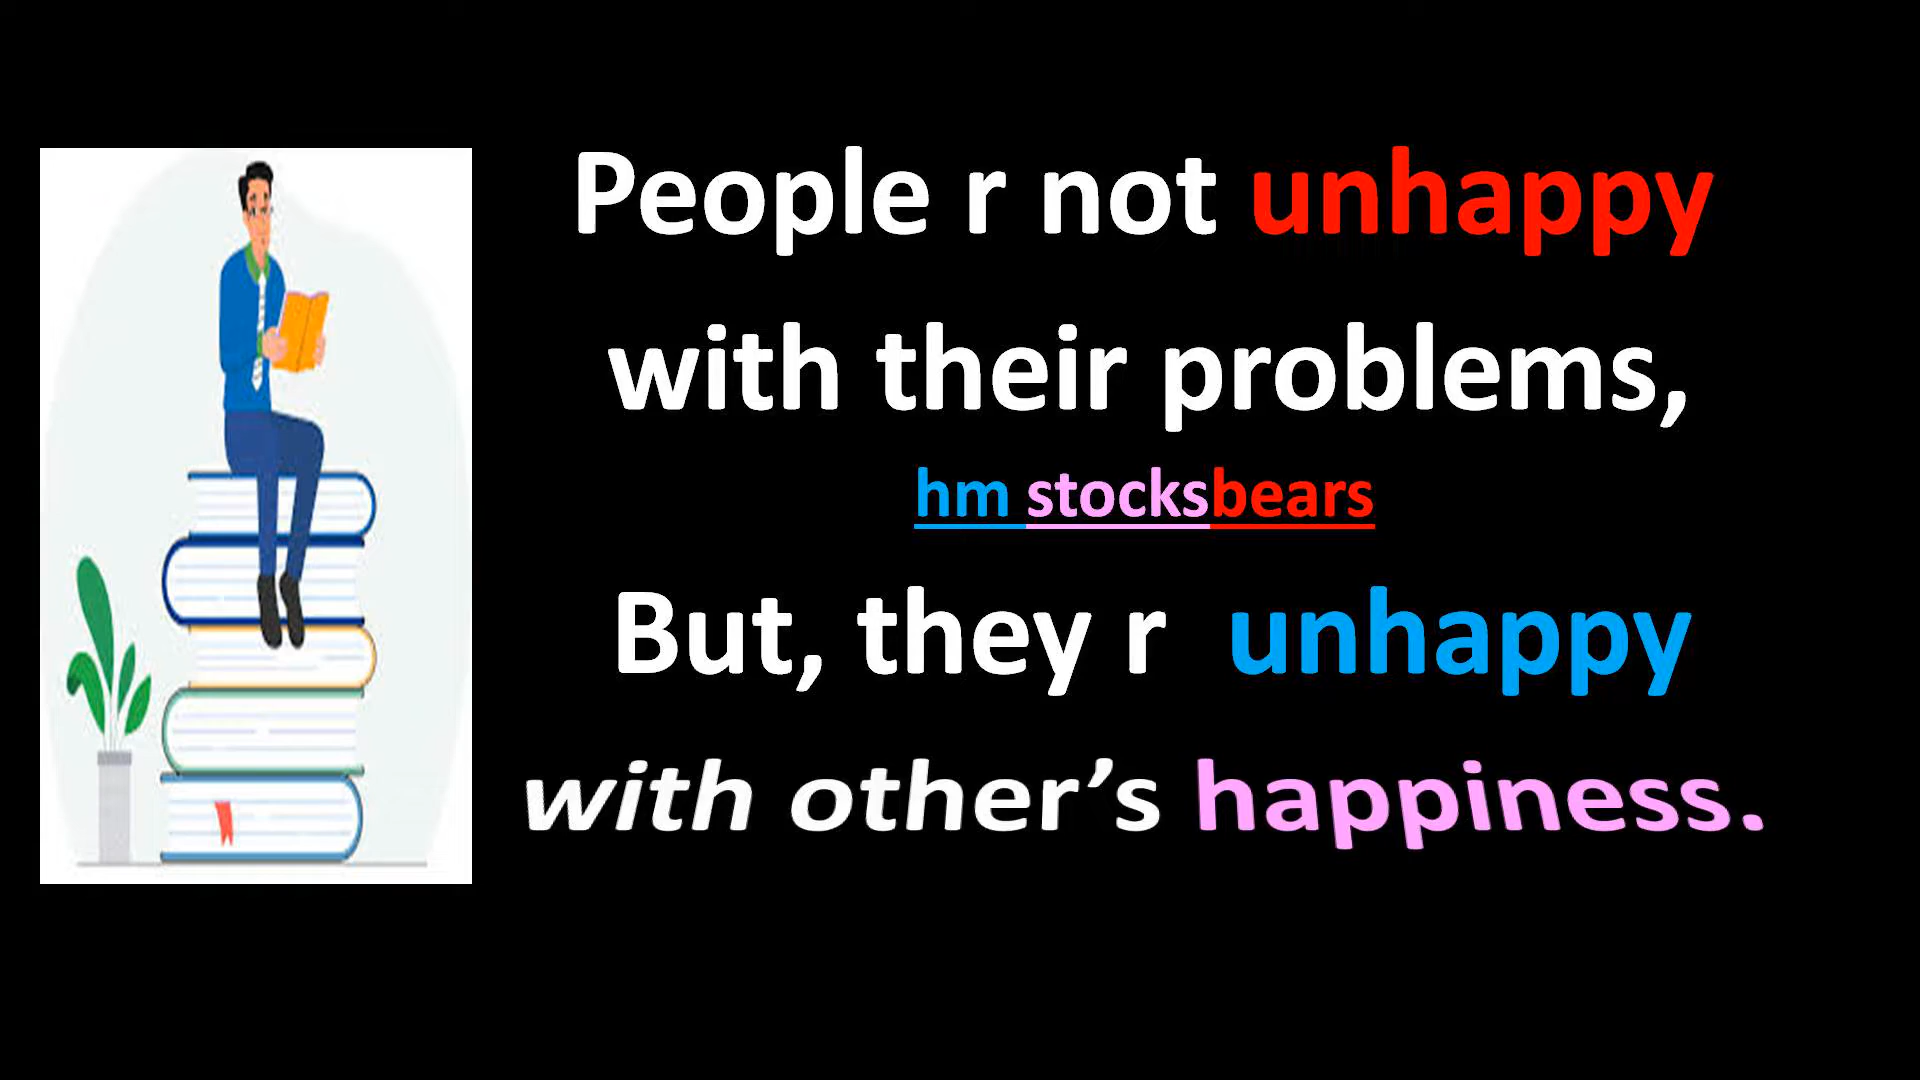 People r not unhappy
with their problems,
hm stocksbears
But, they r unhappy
with other’s happiness.